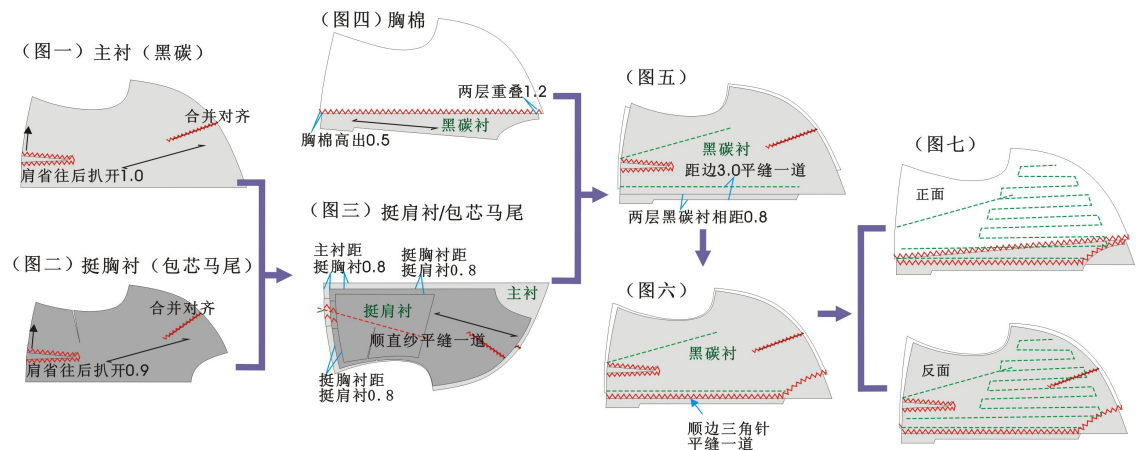 （图一）主衬（黑碳）
合并对齐
肩省往后扒开1.0
（图二）挺胸衬（包芯马尾）
合并对齐
肩省往后扒开0.9
（图四）胸棉
两层重叠1.2
黑碳衬
胸棉高出0.5
（图三）挺肩衬/包芯马尾
主衬距
挺胸衬0.8
挺胸衬距
挺肩衬0.8
主衬
挺肩衬
顺直纱平缝一道
挺胸衬距
挺肩衬0.8
（图五）
黑碳衬
距边3.0平缝一道
两层黑碳衬相距0.8
（图六）
黑碳衬
顺边三角针
平缝一道
（图七）
正面
反面